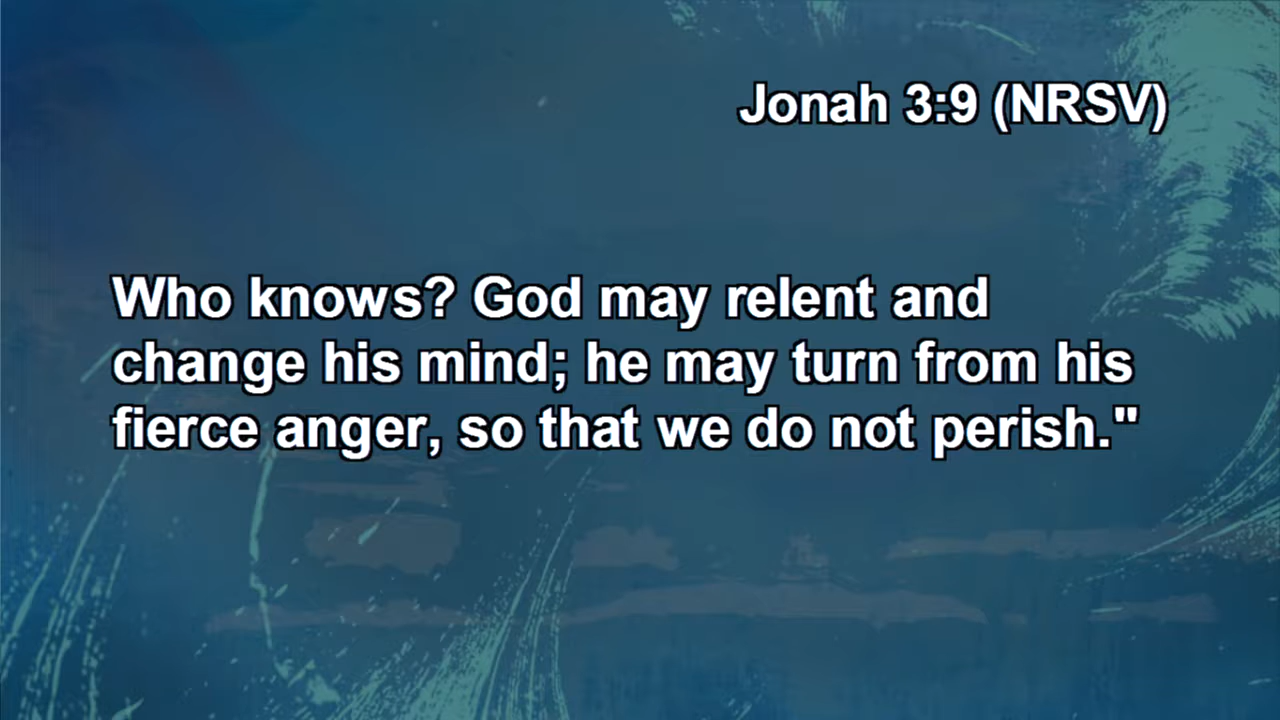 Jonah 3:9 (NRSV)
Who knows? God may relent and
change his mind; he may turn from his
fierce anger, so that we do not perish."